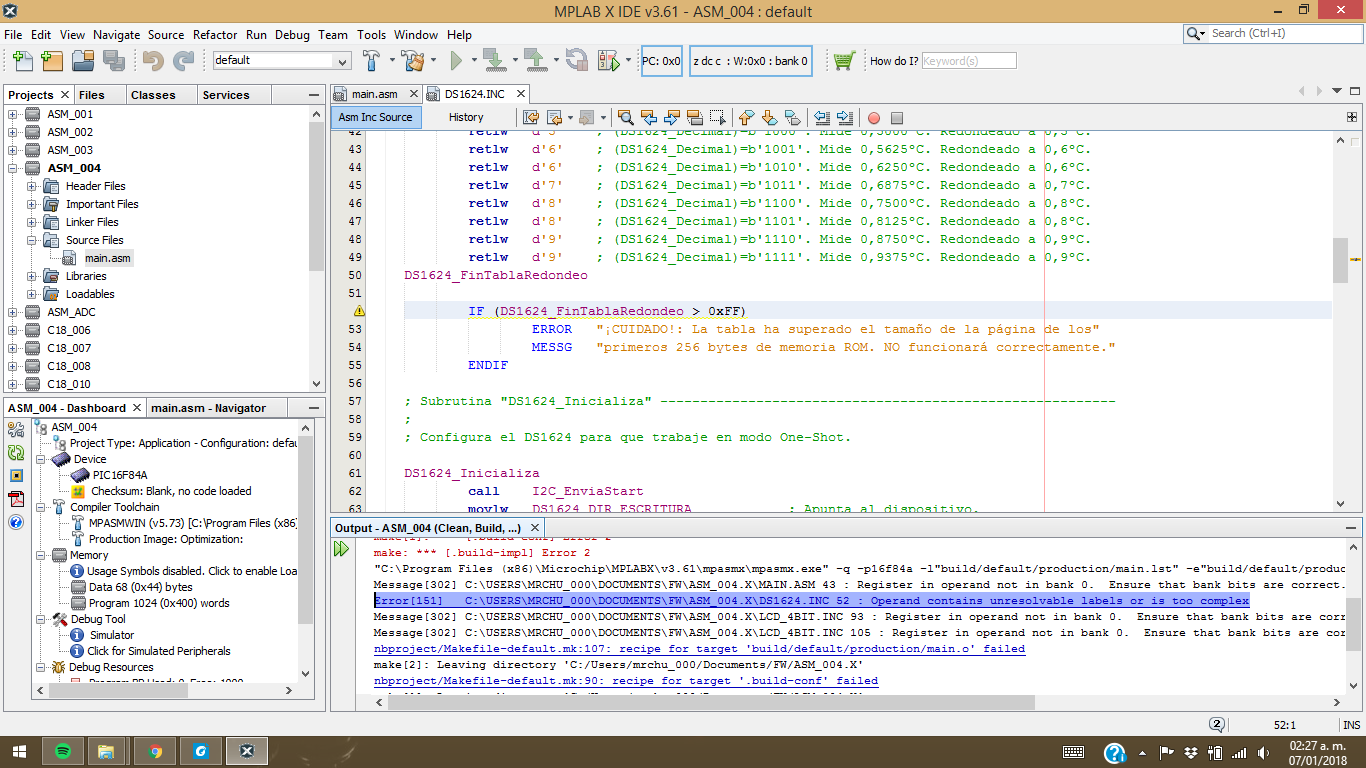 MPLAB X IDE v3.61 - ASM_004 : default
File Edit View Navigate Source Refactor Run Debug Team Tools Window Help
Search (Ctrl+I)
default
PC: 0x0
z dc c : W:0x0 : bank 0
How do I?
Keyword(s)
Projects
Files
Classes
Services
ASM_001
ASM_002
ASM_003
ASM_004
Header Files
Important Files
Linker Files
Source Files
main.asm
Libraries
Loadables
ASM_ADC
C18_006
C18_007
C18_008
C18_010
ASM_004 - Dashboard
main.asm - Navigator
ASM_004
Project Type: Application - Configuration: defau
Device
PIC16F84A
Checksum: Blank, no code loaded
Compiler Toolchain
MPASMWIN (v5.73) [C:\Program Files (x86)
Production Image: Optimization:
Memory
Usage Symbols disabled. Click to enable Loa
Data 68 (0x44) bytes
Program 1024 (0x400) words
Debug Tool
Simulator
Click for Simulated Peripherals
Debug Resources
main.asm
DS1624.INC
Asm Inc Source
History
42 retlw d'5' ; (DS1624_Decimal)=b'1000'. Mide 0,5000°C. Redondeado a 0,5°C.
43 retlw d'6' ; (DS1624_Decimal)=b'1001'. Mide 0,5625°C. Redondeado a 0,6°C.
44 retlw d'6' ; (DS1624_Decimal)=b'1010'. Mide 0,6250°C. Redondeado a 0,6°C.
45 retlw d'7' ; (DS1624_Decimal)=b'1011'. Mide 0,6875°C. Redondeado a 0,7°C.
46 retlw d'8' ; (DS1624_Decimal)=b'1100'. Mide 0,7500°C. Redondeado a 0,8°C.
47 retlw d'8' ; (DS1624_Decimal)=b'1101'. Mide 0,8125°C. Redondeado a 0,8°C.
48 retlw d'9' ; (DS1624_Decimal)=b'1110'. Mide 0,8750°C. Redondeado a 0,9°C.
49 retlw d'9' ; (DS1624_Decimal)=b'1111'. Mide 0,9375°C. Redondeado a 0,9°C.
50 DS1624_FinTablaRedondeo
51
IF (DS1624_FinTablaRedondeo > 0xFF)
53 ERROR "¡CUIDADO!: La tabla ha superado el tamaño de la página de los"
54 MESSG "primeros 256 bytes de memoria ROM. NO funcionará correctamente."
55 ENDIF
56
57 ; Subrutina "DS1624_Inicializa" ---------------------------------------------------------
58 ;
59 ; Configura el DS1624 para que trabaje en modo One-Shot.
60
61 DS1624_Inicializa
62 call I2C_EnviaStart
63 movlw DS1624_DIR_ESCRITURA ; Apunta al dispositivo.
Output - ASM_004 (Clean, Build, ...)
make[1]: *** [.build-conf] Error 2
make: *** [.build-impl] Error 2
"C:\Program Files (x86)\Microchip\MPLABX\v3.61\mpasmx\mpasmx.exe" -q -p16f84a -l"build/default/production/main.lst" -e"build/default/produc
Message[302] C:\USERS\MRCHU_000\DOCUMENTS\FW\ASM_004.X\MAIN.ASM 43 : Register in operand not in bank 0. Ensure that bank bits are correct.
Error[151] C:\USERS\MRCHU_000\DOCUMENTS\FW\ASM_004.X\DS1624.INC 52 : Operand contains unresolvable labels or is too complex
Message[302] C:\USERS\MRCHU_000\DOCUMENTS\FW\ASM_004.X\LCD_4BIT.INC 93 : Register in operand not in bank 0. Ensure that bank bits are cor
Message[302] C:\USERS\MRCHU_000\DOCUMENTS\FW\ASM_004.X\LCD_4BIT.INC 105 : Register in operand not in bank 0. Ensure that bank bits are cor
nbproject/Makefile-default.mk:107: recipe for target 'build/default/production/main.o' failed
make[2]: Leaving directory 'C:/Users/mrchu_000/Documents/FW/ASM_004.X'
nbproject/Makefile-default.mk:90: recipe for target '.build-conf' failed
2
52:1
INS
02:27 a. m.
07/01/2018